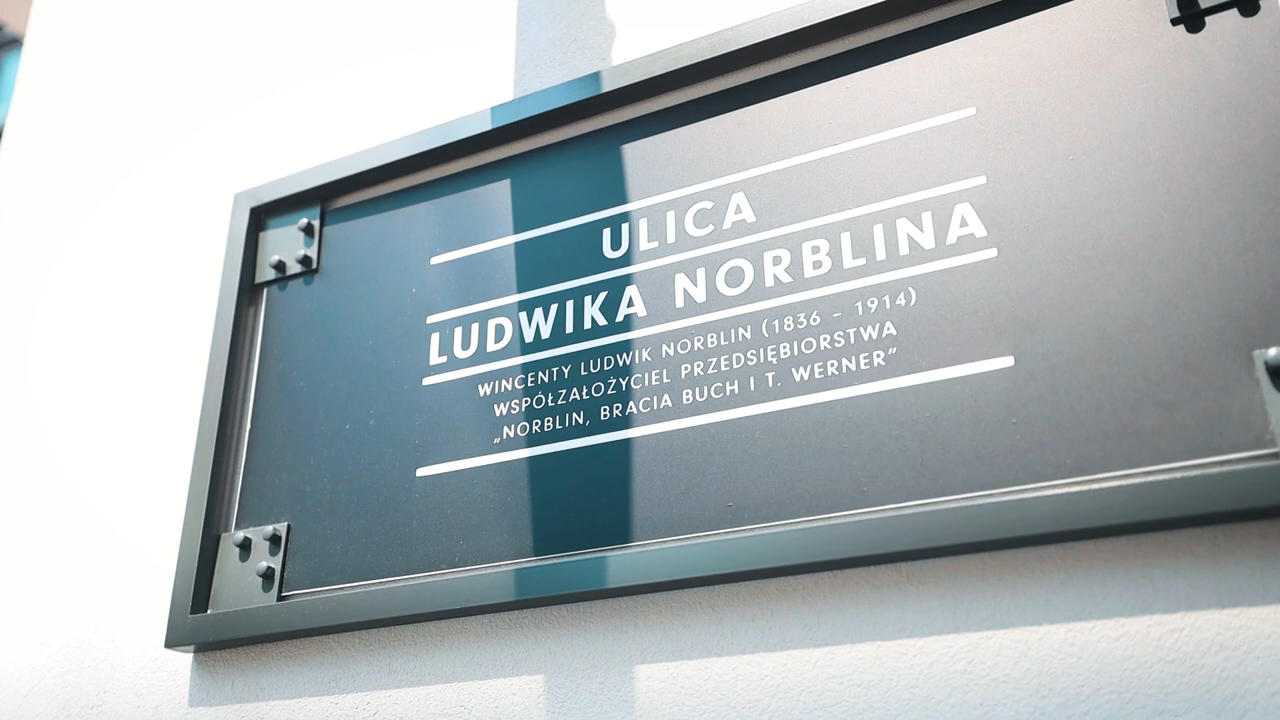 ULICA
LUDWIKA NORBLINA
WINCENTY LUDWIK NORBLIN (1836 – 1914)
WSPÓŁZAŁOŻYCIEL PRZEDSIĘBIORSTWA
„NORBLIN, BRACIA BUCH I T. WERNER”